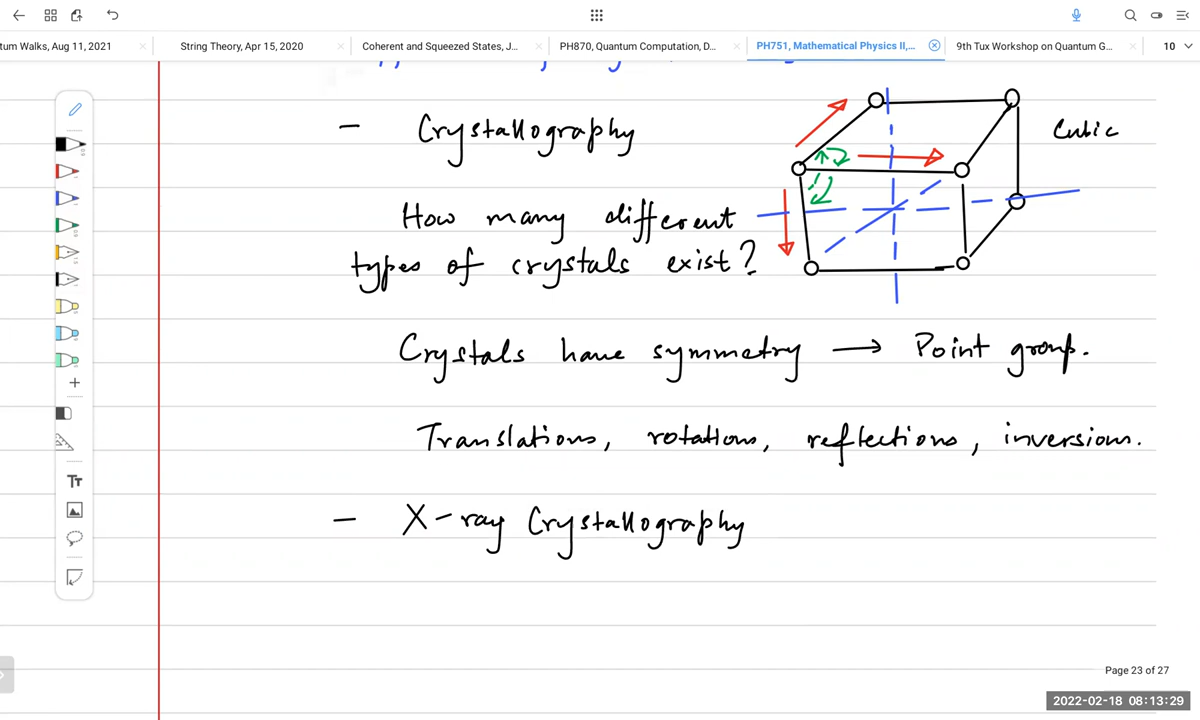 tum Walks, Aug 11, 2021
String Theory, Apr 15, 2020
Coherent and Squeezed States, J...
PH870, Quantum Computation, D...
PH751, Mathematical Physics II,...
9th Tux Workshop on Quantum G...
10
- Crystallography
Cubic
How many different
types of crystals exist?
Crystals have symmetry → Point group.
Translations, rotations, reflections, inversions.
- X-ray Crystallography
TT
Page 23 of 27
2022-02-18 08:13:29